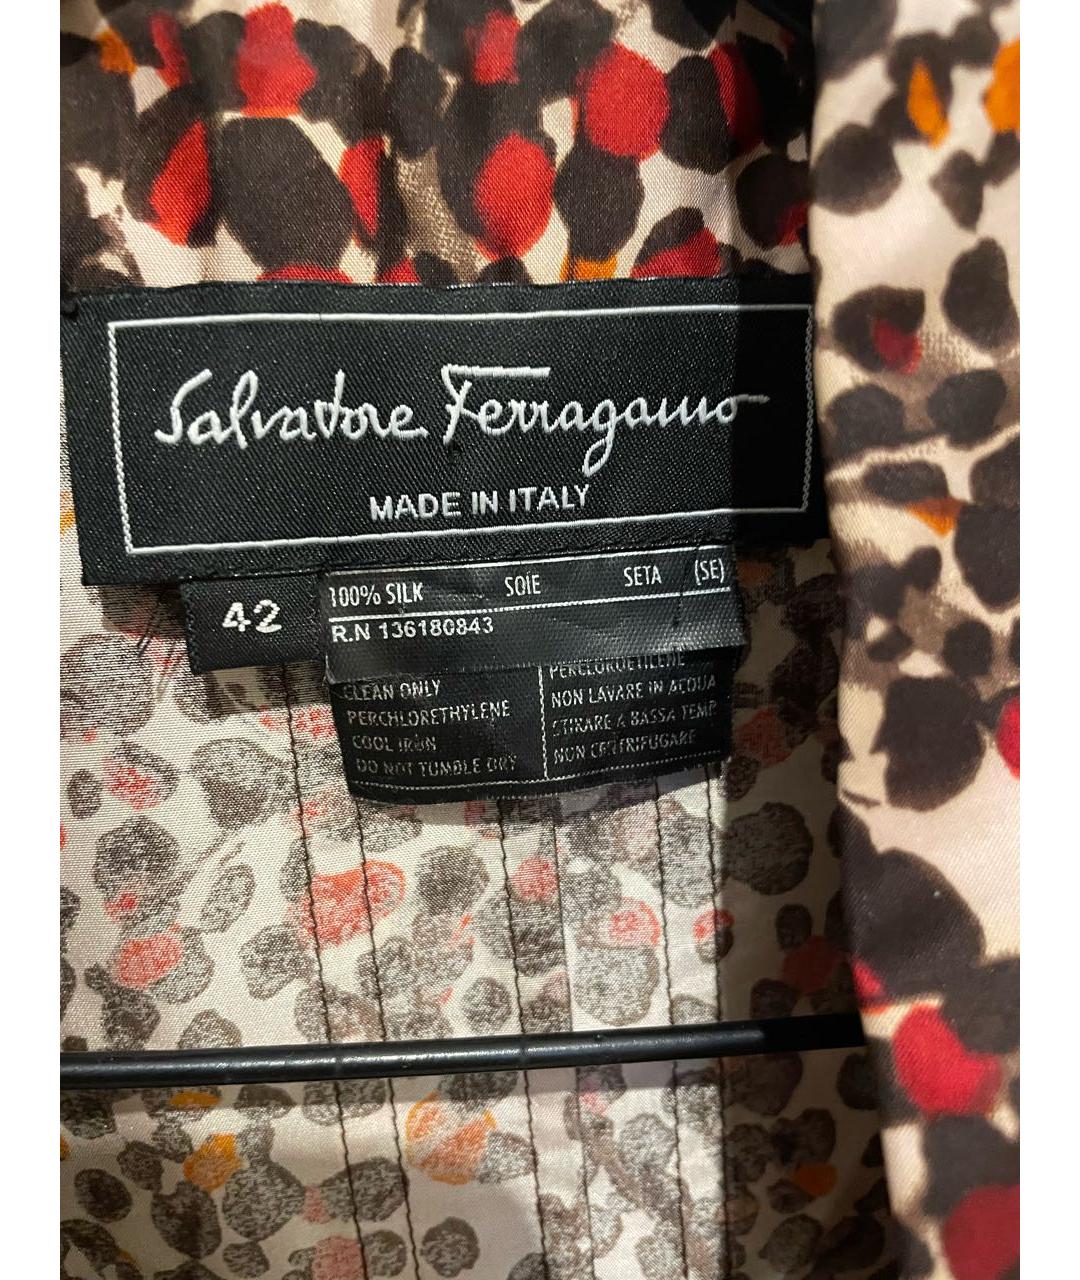 Salvatore Ferragamo
MADE IN ITALY
42
100% SILK SOIE SETA (SE)
R.N 136180843
CLEAN ONLY
PERCHLORETHYLENE
COOL IRON
DO NOT TUMBLE DRY
PERCLOROETILENE
NON LAVARE IN ACQUA
STIRARE A BASSA TEMP.
NON CENTRIFUGARE